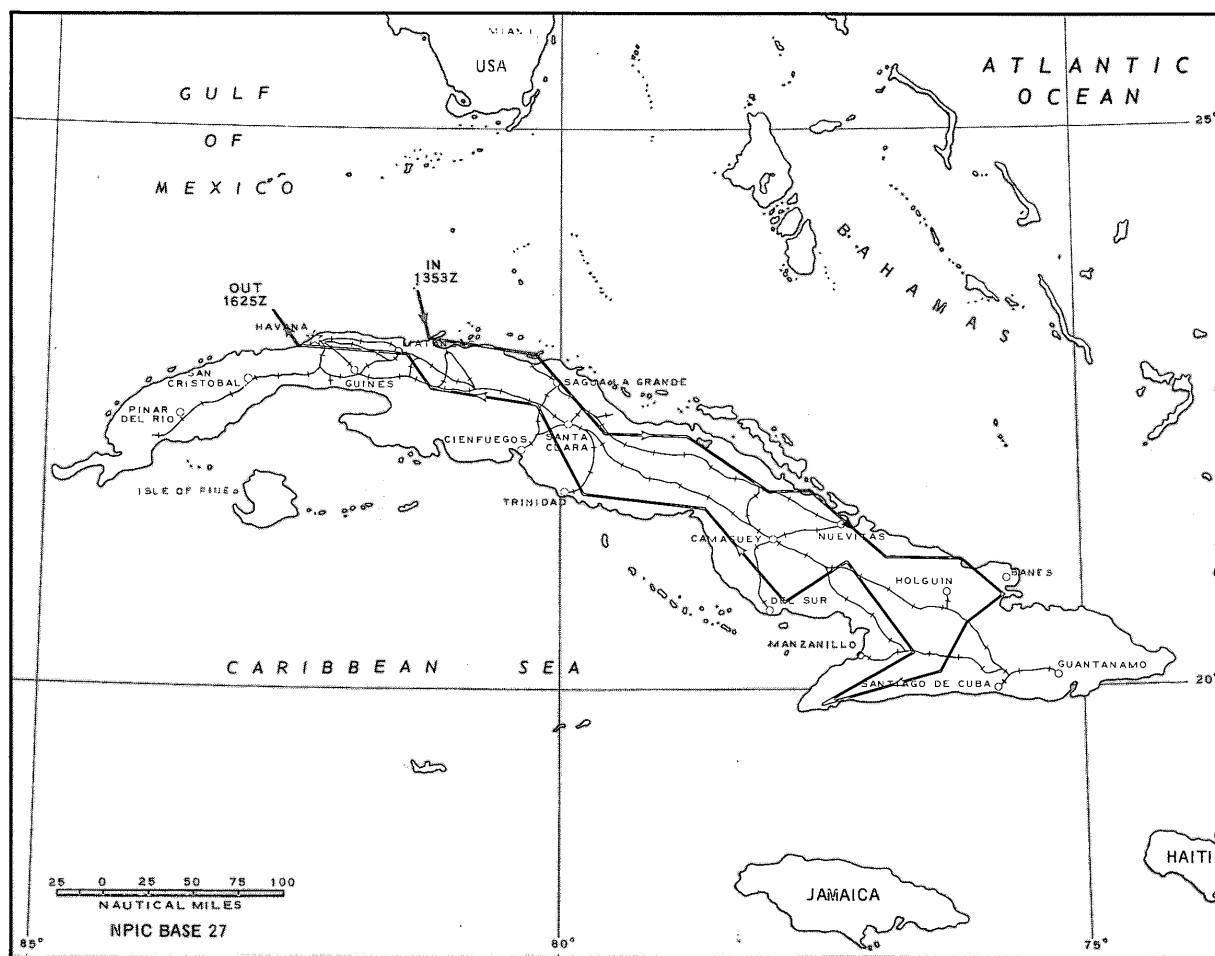 MIAMI
USA
ATLANTIC
OCEAN
GULF
OF
MEXICO
25°
BAHAMAS
IN
1353Z
OUT
1625Z
HAVANA
SAN
CRISTOBAL
GUINES
SAGUA LA GRANDE
PINAR
DEL RIO
CIENFUEGOS
SANTA
CLARA
ISLE OF PINES
TRINIDAD
CAMAGUEY
NUEVITAS
BANES
HOLGUIN
DEL SUR
MANZANILLO
CARIBBEAN SEA
GUANTANAMO
SANTIAGO DE CUBA
20°
HAITI
JAMAICA
25 0 25 50 75 100
NAUTICAL MILES
NPIC BASE 27
85°
80°
75°